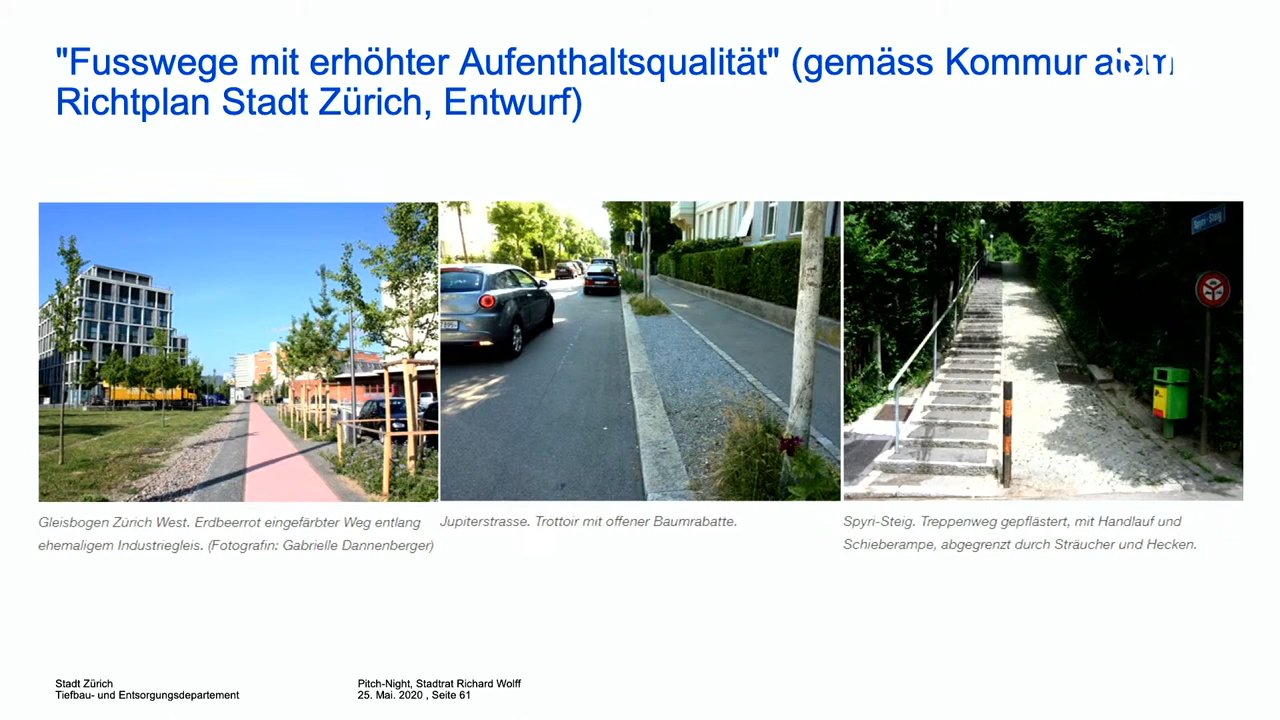 "Fusswege mit erhöhter Aufenthaltsqualität" (gemäss
Richtplan Stadt Zürich, Entwurf)
Gleisbogen Zürich West. Erdbeerrot eingefärbter Weg entlang
ehemaligem Industriegleis. (Fotografin: Gabrielle Dannenberger)
Jupiterstrasse. Trottoir mit offener Baumrabatte.
Spyri-Steig. Treppenweg gepflästert, mit Handlauf und
Schieberampe, abgegrenzt durch Sträucher und Hecken.
Stadt Zürich
Tiefbau- und Entsorgungsdepartement
Pitch-Night, Stadtrat Richard Wolff
25. Mai. 2020 , Seite 61